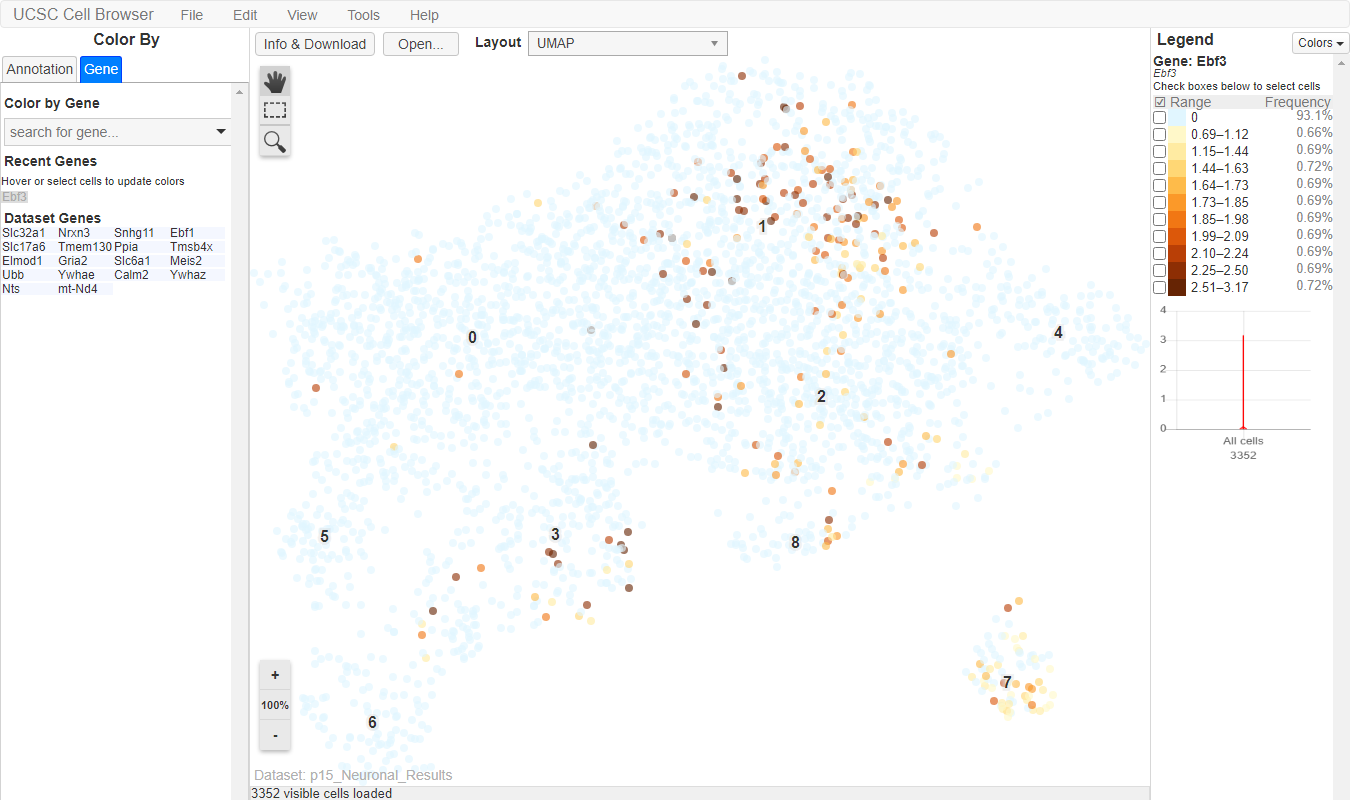 UCSC Cell Browser File Edit View Tools Help
Color By
Annotation Gene
Color by Gene
search for gene...
Recent Genes
Hover or select cells to update colors
Ebf3
Dataset Genes
Slc32a1 Nrxn3 Snhg11 Ebf1
Slc17a6 Tmem130 Ppia Tmsb4x
Elmod1 Gria2 Slc6a1 Meis2
Ubb Ywhae Calm2 Ywhaz
Nts mt-Nd4
Info & Download Open... Layout UMAP
1
0
4
2
5
3
8
7
6
+
100%
-
Dataset: p15_Neuronal_Results
3352 visible cells loaded
Legend Colors
Gene: Ebf3
Ebf3
Check boxes below to select cells
Range Frequency
0 93.1%
0.69–1.12 0.66%
1.15–1.44 0.69%
1.44–1.63 0.72%
1.64–1.73 0.69%
1.73–1.85 0.69%
1.85–1.98 0.69%
1.99–2.09 0.69%
2.10–2.24 0.69%
2.25–2.50 0.69%
2.51–3.17 0.72%
4
3
2
1
0
All cells
3352